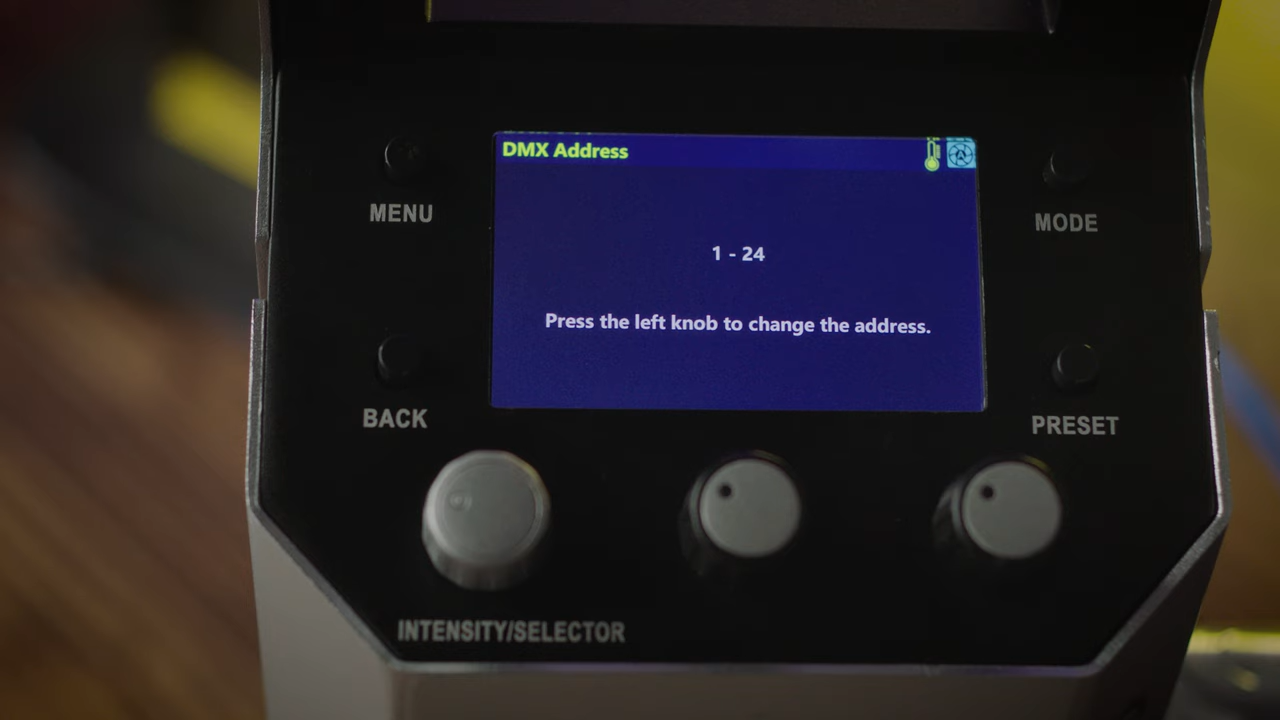 DMX Address
MENU
MODE
1 - 24
Press the left knob to change the address.
BACK
PRESET
INTENSITY/SELECTOR